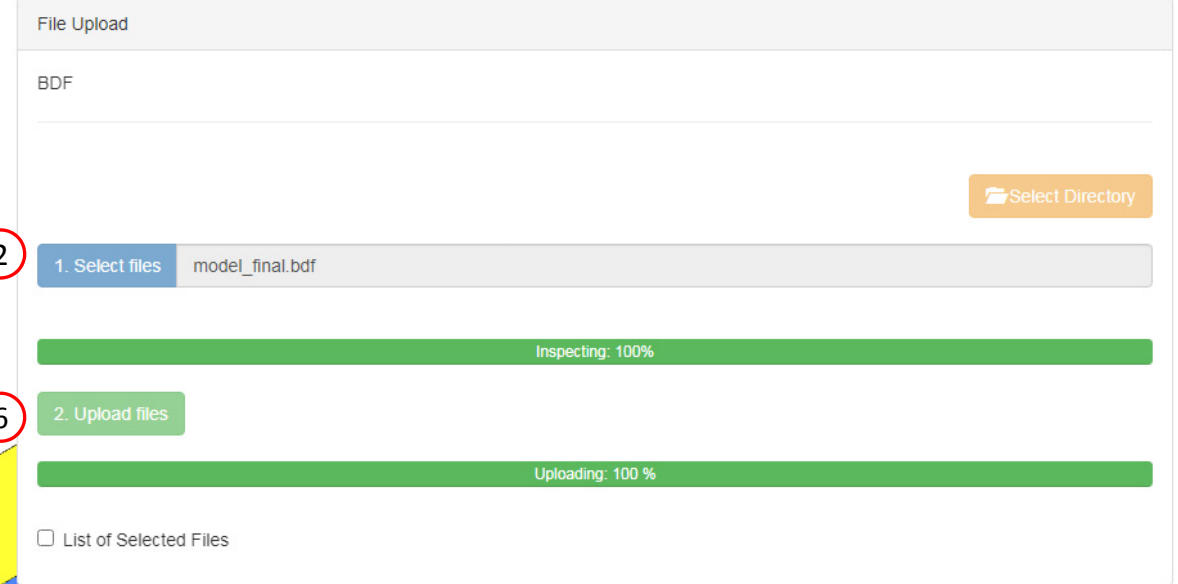 File Upload
BDF
Select Directory
2
1. Select files model_final.bdf
Inspecting: 100%
6
2. Upload files
Uploading: 100 %
List of Selected Files